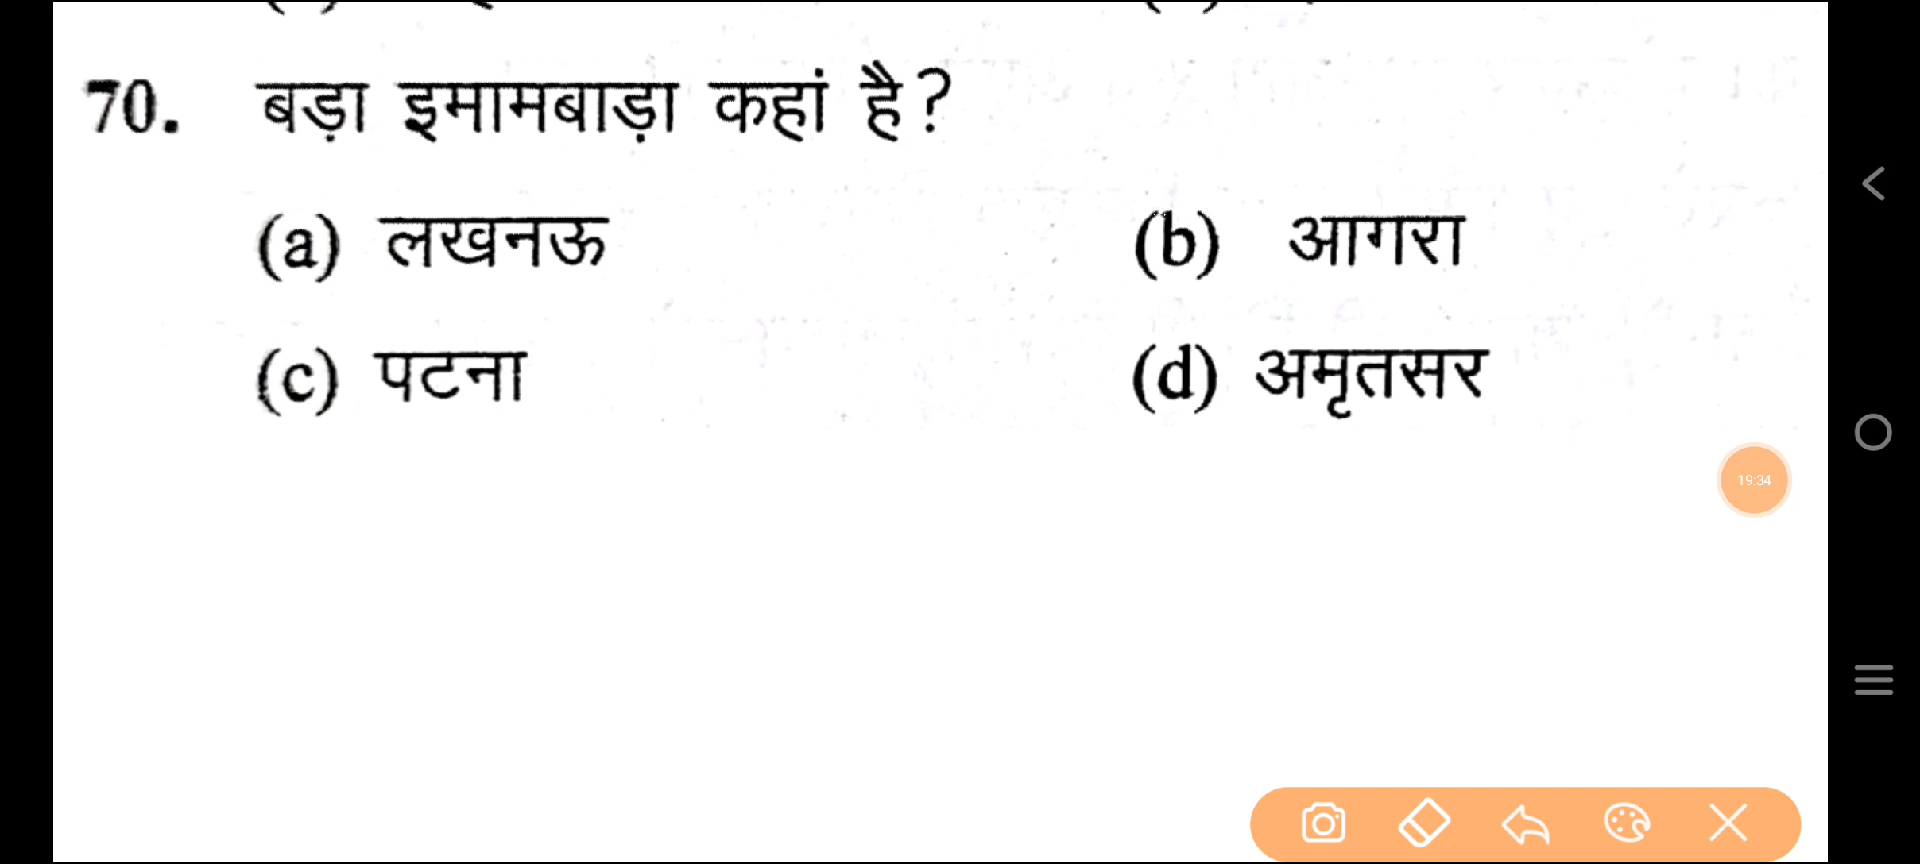 70. बड़ा इमामबाड़ा कहां है?
(a) लखनऊ (b) आगरा
(c) पटना (d) अमृतसर
19:34